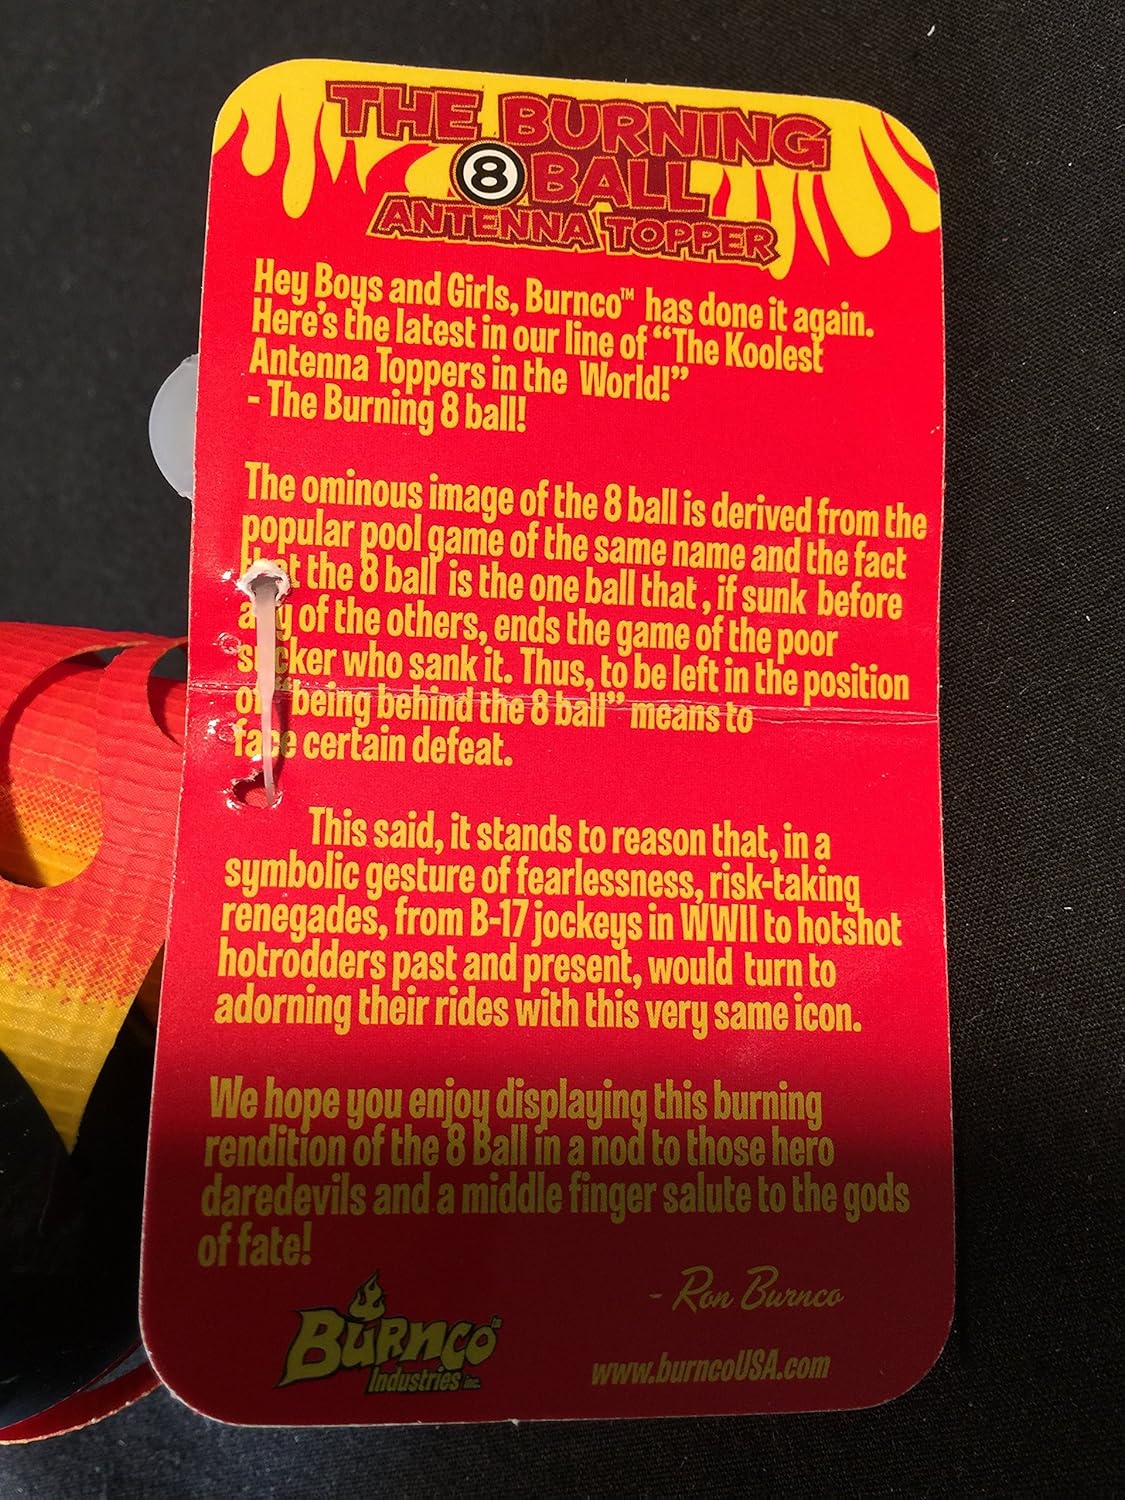 THE BURNING
8 BALL
ANTENNA TOPPER
Hey Boys and Girls, Burnco™ has done it again.
Here's the latest in our line of “The Koolest
Antenna Toppers in the World!”
- The Burning 8 ball!
The ominous image of the 8 ball is derived from the
popular pool game of the same name and the fact
that the 8 ball is the one ball that , if sunk before
any of the others, ends the game of the poor
sucker who sank it. Thus, to be left in the position
of “being behind the 8 ball” means to
face certain defeat.
This said, it stands to reason that, in a
symbolic gesture of fearlessness, risk-taking
renegades, from B-17 jockeys in WWII to hotshot
hotrodders past and present, would turn to
adorning their rides with this very same icon.
We hope you enjoy displaying this burning
rendition of the 8 Ball in a nod to those hero
daredevils and a middle finger salute to the gods
of fate!
- Ron Burnco
BURNCO™
Industries inc.
www.burncoUSA.com